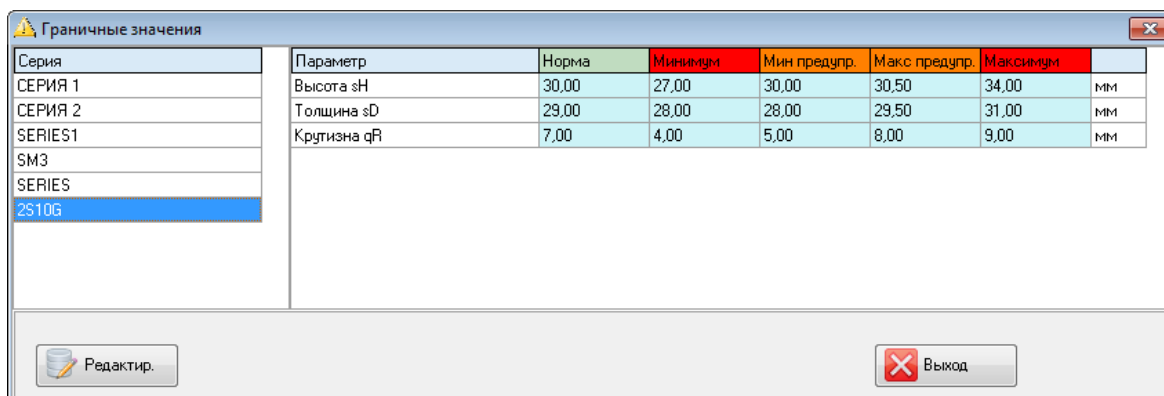 Граничные значения
Серия
СЕРИЯ 1
СЕРИЯ 2
SERIES1
SM3
SERIES
2S10G
Параметр Норма Минимум Мин предупр. Макс предупр. Максимум
Высота sH 30,00 27,00 30,00 30,50 34,00 мм
Толщина sD 29,00 28,00 28,00 29,50 31,00 мм
Крутизна qR 7,00 4,00 5,00 8,00 9,00 мм
Редактир.
Выход